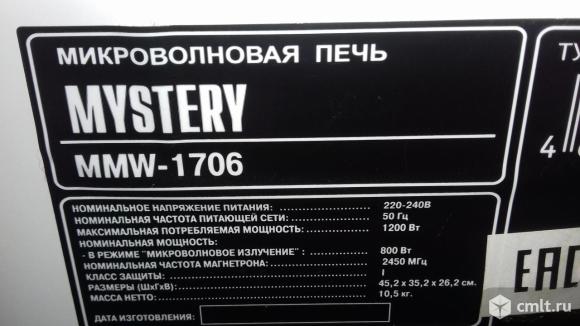 МИКРОВОЛНОВАЯ ПЕЧЬ
MYSTERY
MMW-1706
НОМИНАЛЬНОЕ НАПРЯЖЕНИЕ ПИТАНИЯ: 220-240В
НОМИНАЛЬНАЯ ЧАСТОТА ПИТАЮЩЕЙ СЕТИ: 50 Гц
МАКСИМАЛЬНАЯ ПОТРЕБЛЯЕМАЯ МОЩНОСТЬ: 1200 Вт
НОМИНАЛЬНАЯ МОЩНОСТЬ:
- В РЕЖИМЕ "МИКРОВОЛНОВОЕ ИЗЛУЧЕНИЕ" : 800 Вт
НОМИНАЛЬНАЯ ЧАСТОТА МАГНЕТРОНА: 2450 МГц
КЛАСС ЗАЩИТЫ: I
РАЗМЕРЫ (ШхГхВ) 45,2 x 35,2 x 26,2 см.
МАССА НЕТТО: 10,5 кг.
ДАТА ИЗГОТОВЛЕНИЯ:
ТУ
4
EAC
cmlt.ru